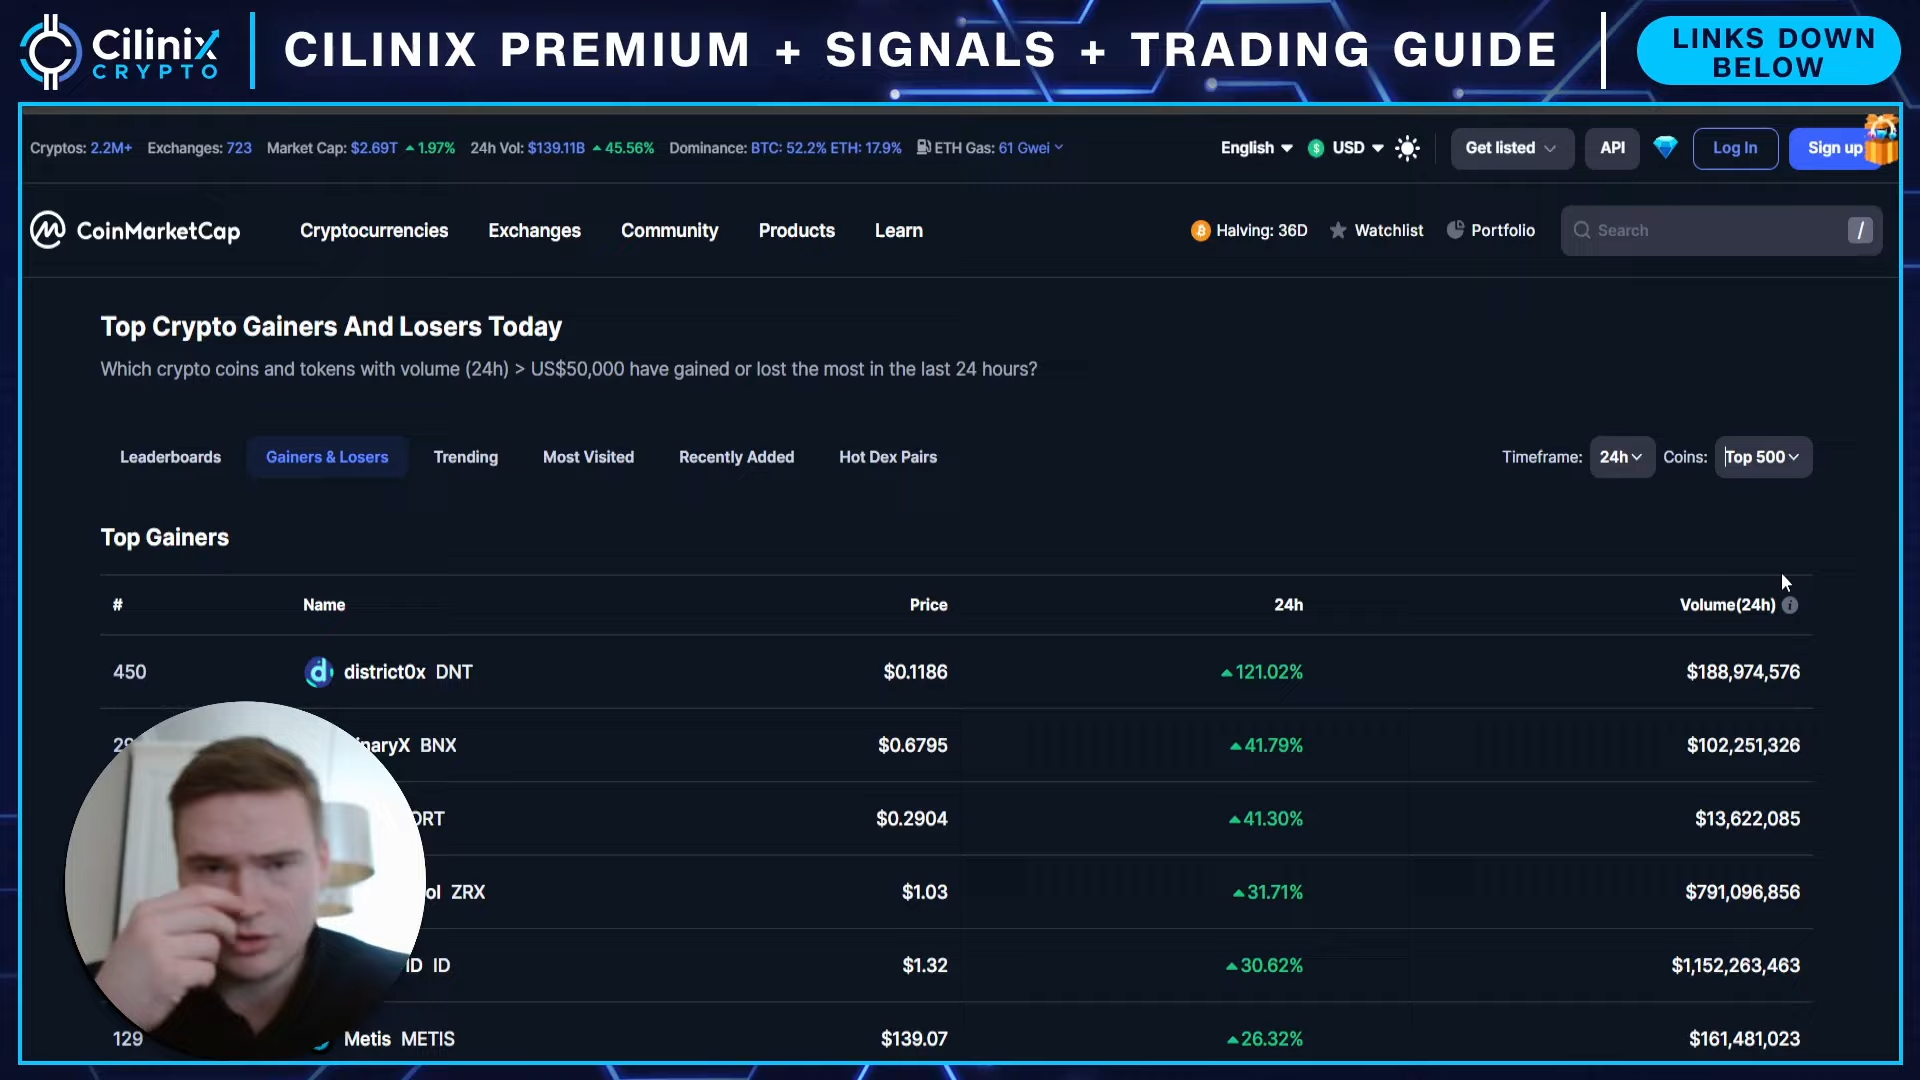 Cilinix
CRYPTO
CILINIX PREMIUM + SIGNALS + TRADING GUIDE
LINKS DOWN
BELOW
Cryptos: 2.2M+ Exchanges: 723 Market Cap: $2.69T 1.97% 24h Vol: $139.11B 45.56% Dominance: BTC: 52.2% ETH: 17.9% ETH Gas: 61 Gwei
English USD Get listed API Log In Sign up
CoinMarketCap Cryptocurrencies Exchanges Community Products Learn Halving: 36D Watchlist Portfolio Search /
Top Crypto Gainers And Losers Today
Which crypto coins and tokens with volume (24h) > US$50,000 have gained or lost the most in the last 24 hours?
Leaderboards Gainers & Losers Trending Most Visited Recently Added Hot Dex Pairs Timeframe: 24h Coins: Top 500
Top Gainers
# Name Price 24h Volume(24h)
450 district0x DNT $0.1186 121.02% $188,974,576
BNX $0.6795 41.79% $102,251,326
$0.2904 41.30% $13,622,085
ZRX $1.03 31.71% $791,096,856
ID $1.32 30.62% $1,152,263,463
129 Metis METIS $139.07 26.32% $161,481,023